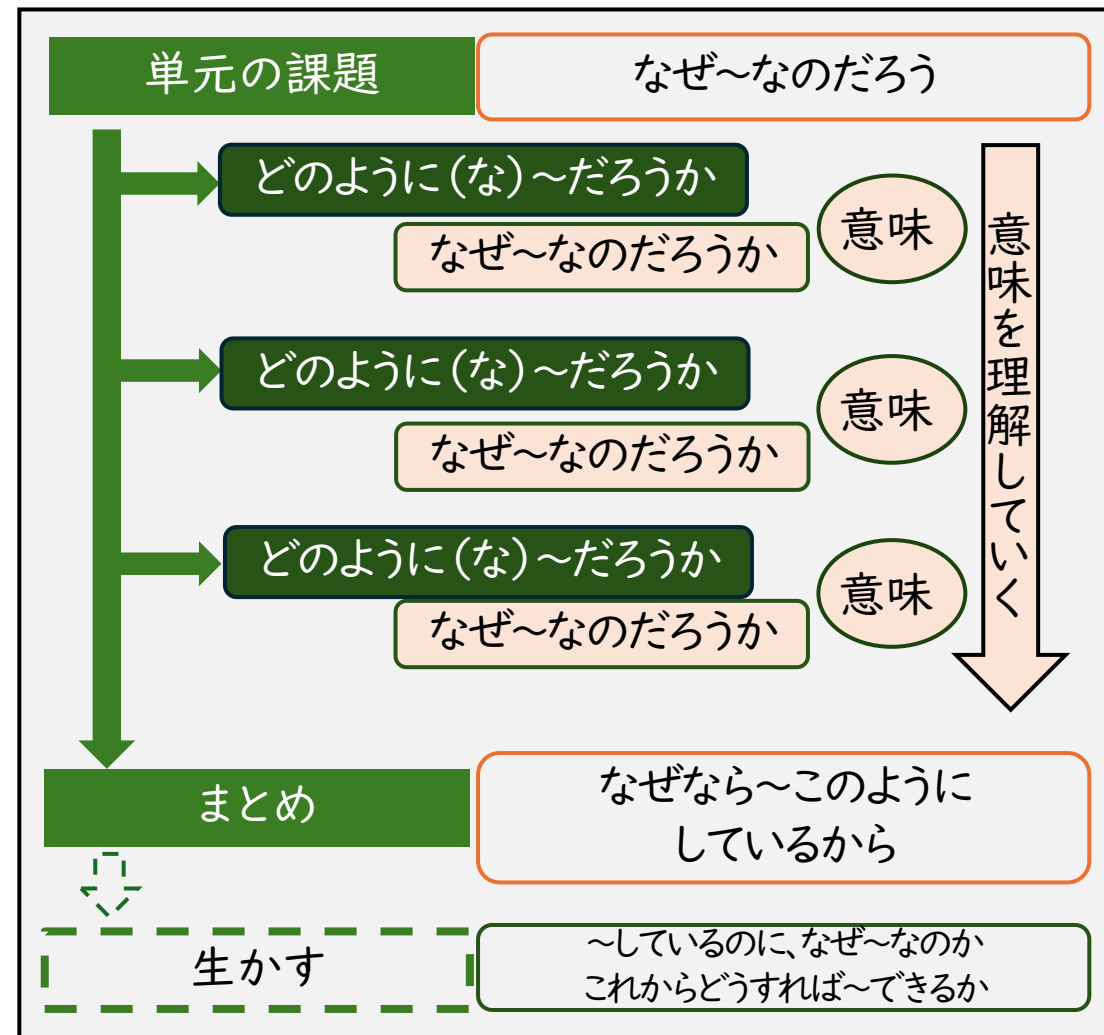 単元の課題
なぜ～なのだろう
どのように(な)～だろうか
なぜ～なのだろうか
意味
どのように(な)～だろうか
なぜ～なのだろうか
意味
どのように(な)～だろうか
なぜ～なのだろうか
意味
意味を理解していく
まとめ
なぜなら～このように
しているから
生かす
～しているのに、なぜ～なのか
これからどうすれば～できるか